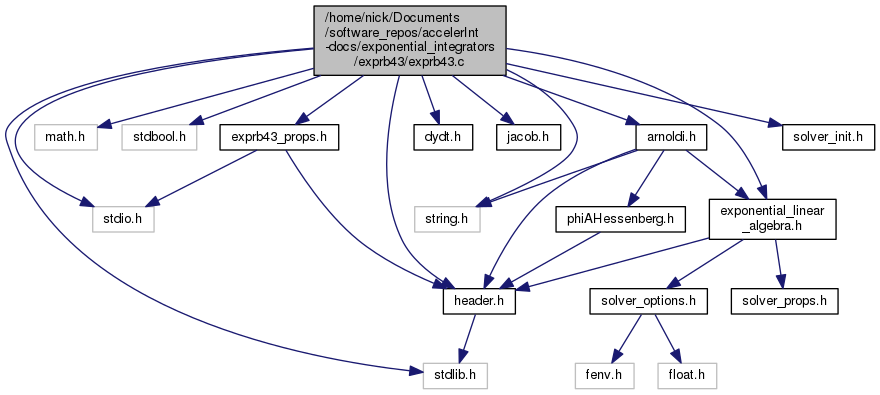 /home/nick/Documents
/software_repos/accelerInt
-docs/exponential_integrators
/exprb43/exprb43.c
math.h
stdbool.h
exprb43_props.h
dydt.h
jacob.h
arnoldi.h
solver_init.h
stdio.h
string.h
phiAHessenberg.h
exponential_linear
_algebra.h
header.h
solver_options.h
solver_props.h
stdlib.h
fenv.h
float.h